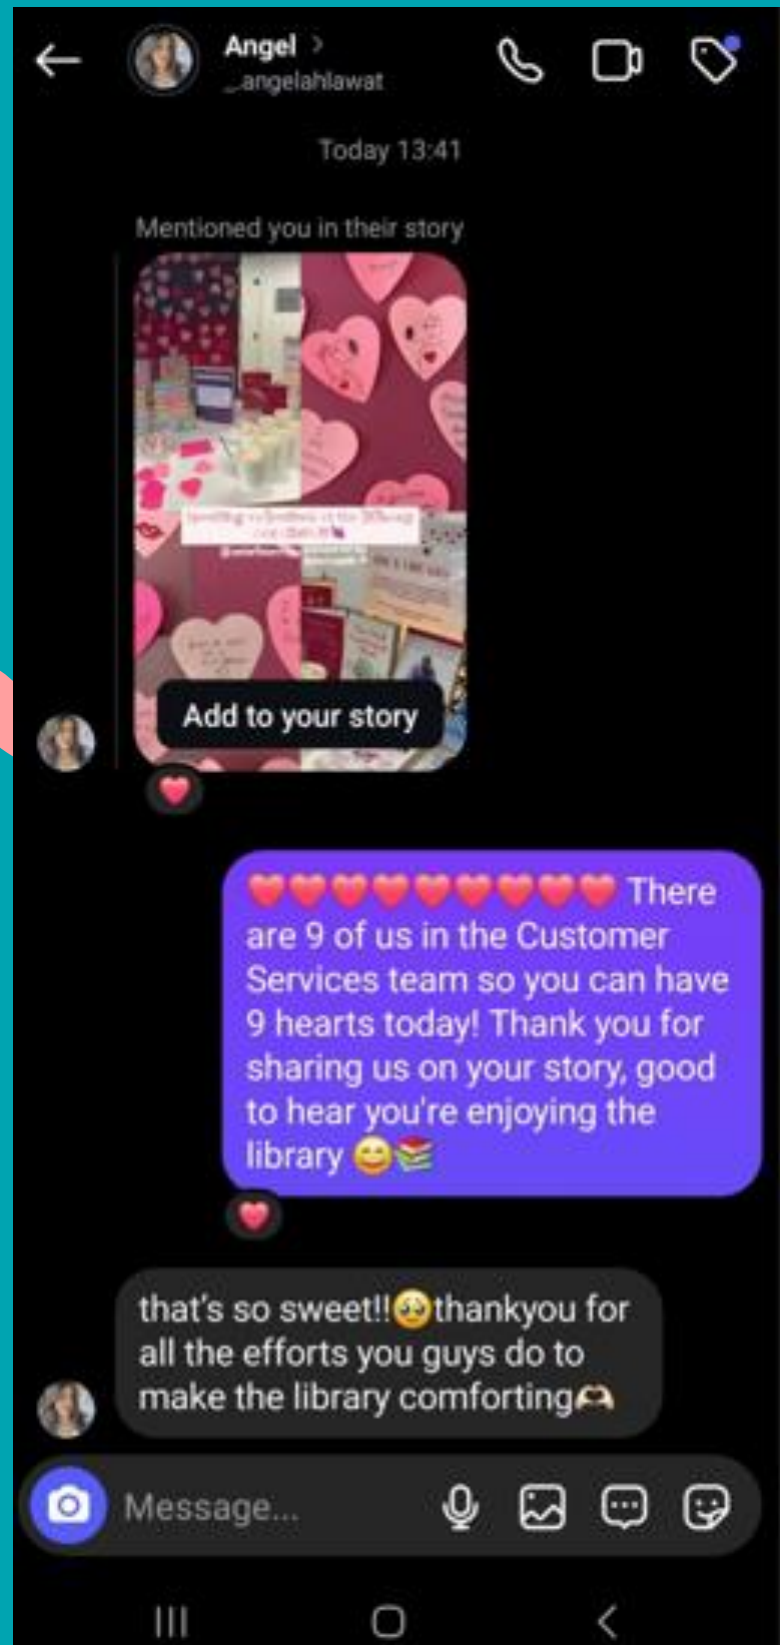 Angel >
_.angelahlawat
Today 13:41
Mentioned you in their story
Add to your story
❤️❤️❤️❤️❤️❤️❤️❤️❤️ There
are 9 of us in the Customer
Services team so you can have
9 hearts today! Thank you for
sharing us on your story, good
to hear you're enjoying the
library 😊📚
that's so sweet!!🥹thankyou for
all the efforts you guys do to
make the library comforting🫶🏻
Message...